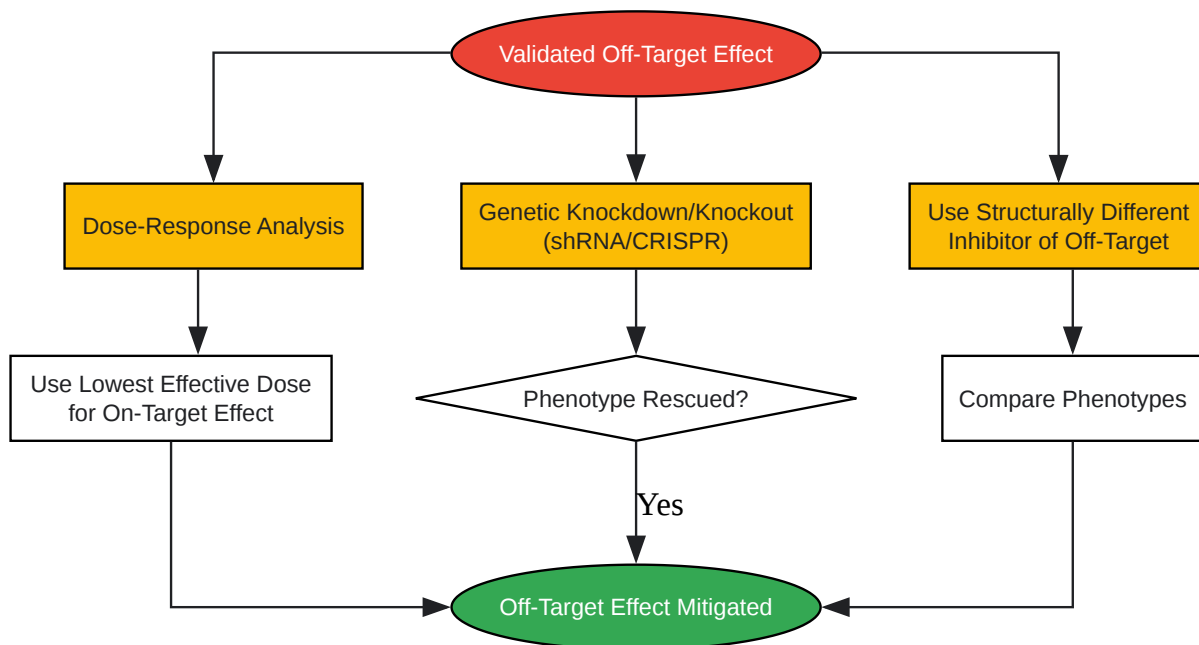 Validated Off-Target Effect
Dose-Response Analysis
Genetic Knockdown/Knockout
(shRNA/CRISPR)
Use Structurally Different
Inhibitor of Off-Target
Use Lowest Effective Dose
for On-Target Effect
Phenotype Rescued?
Compare Phenotypes
Yes
Off-Target Effect Mitigated